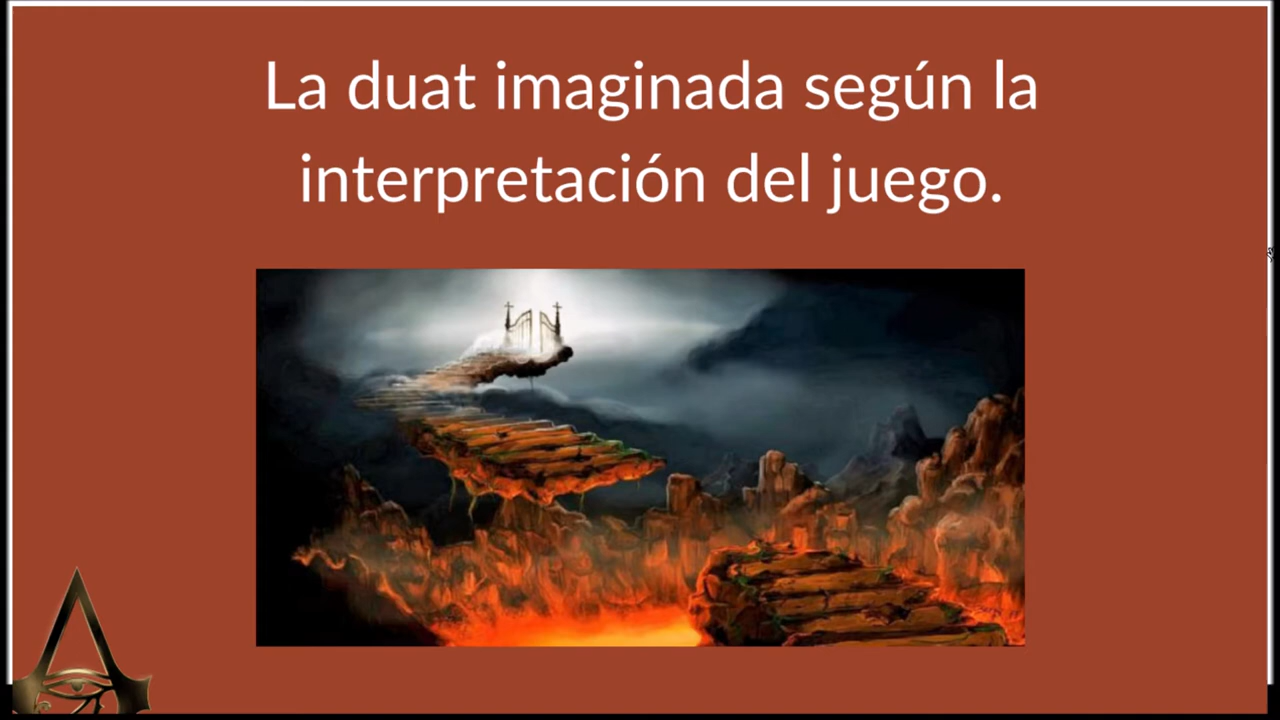 La duat imaginada según la
interpretación del juego.